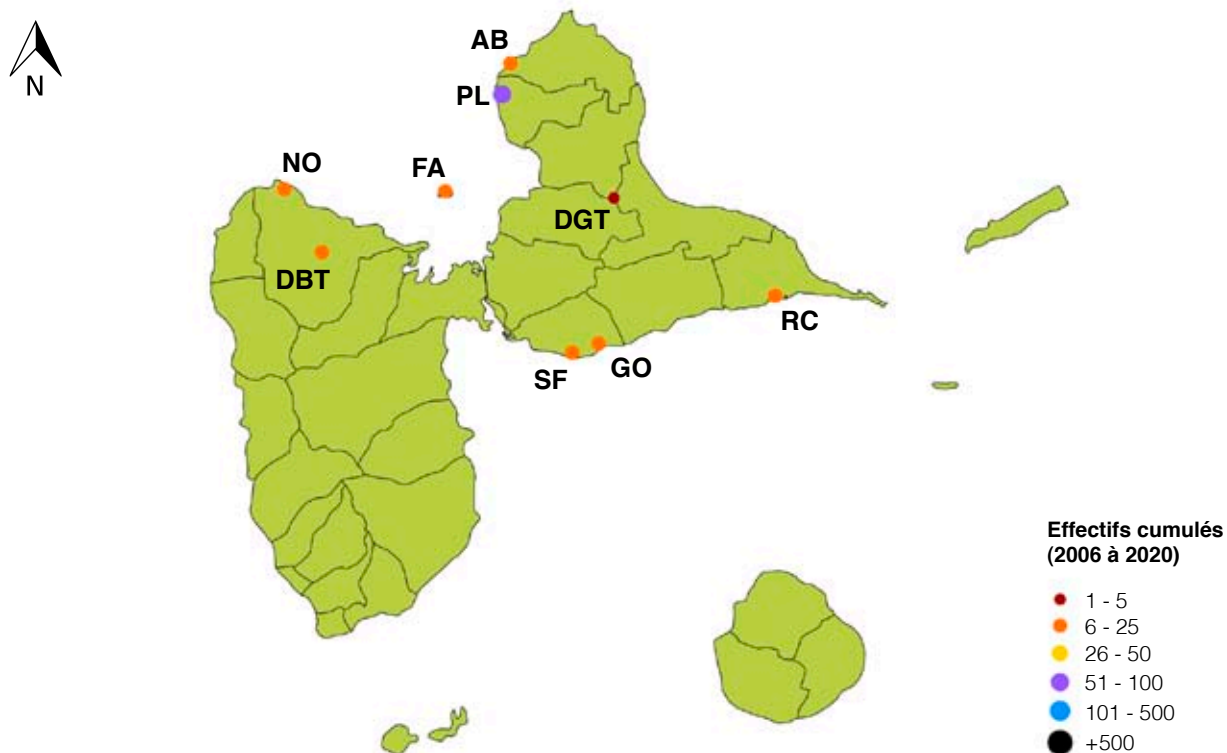 AB
PL
N
NO
FA
DGT
DBT
RC
SF
GO
Effectifs cumulés
(2006 à 2020)
1 - 5
6 - 25
26 - 50
51 - 100
101 - 500
+500